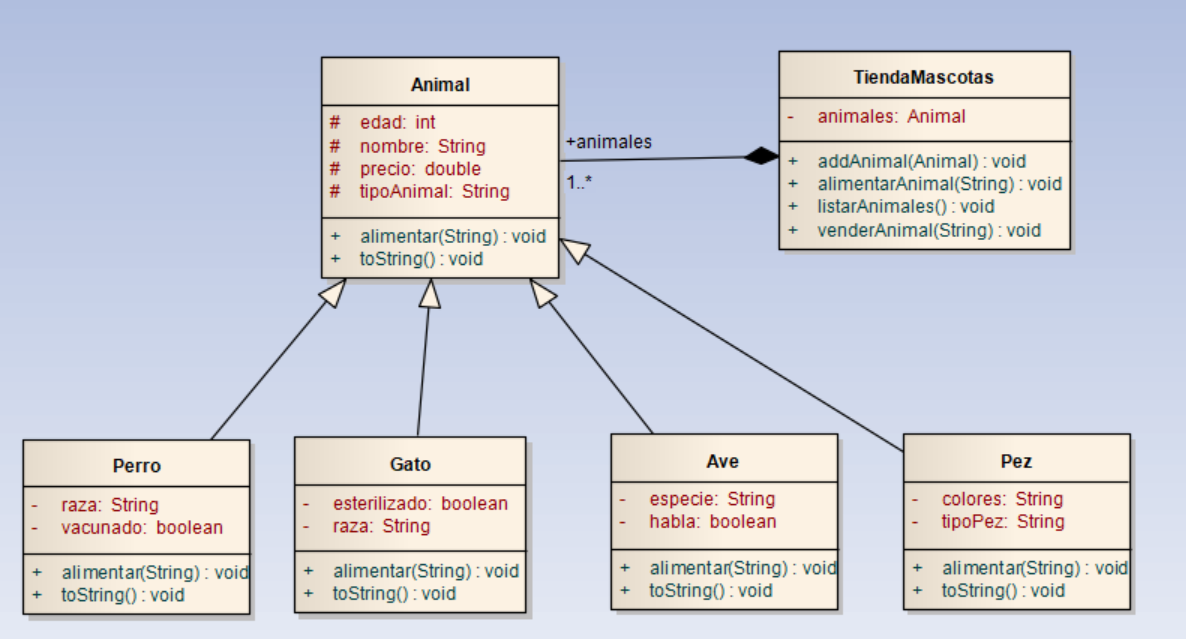 Animal
# edad: int
# nombre: String
# precio: double
# tipoAnimal: String
+ alimentar(String) : void
+ toString() : void
+animales
1..*
TiendaMascotas
- animales: Animal
+ addAnimal(Animal) : void
+ alimentarAnimal(String) : void
+ listarAnimales() : void
+ venderAnimal(String) : void
Perro
- raza: String
- vacunado: boolean
+ alimentar(String) : void
+ toString() : void
Gato
- esterilizado: boolean
- raza: String
+ alimentar(String) : void
+ toString() : void
Ave
- especie: String
- habla: boolean
+ alimentar(String) : void
+ toString() : void
Pez
- colores: String
- tipoPez: String
+ alimentar(String) : void
+ toString() : void